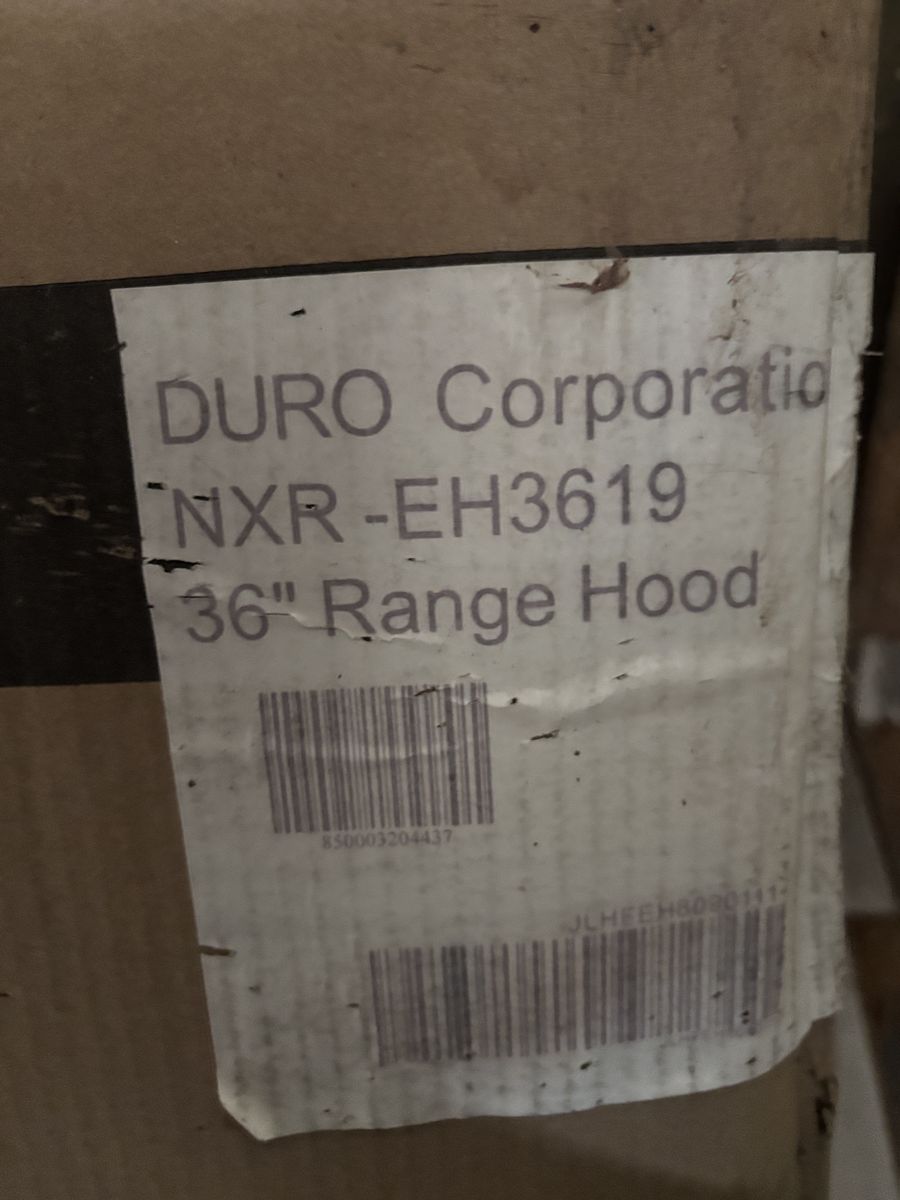 DURO Corporatio
NXR -EH3619
36" Range Hood
850003204437